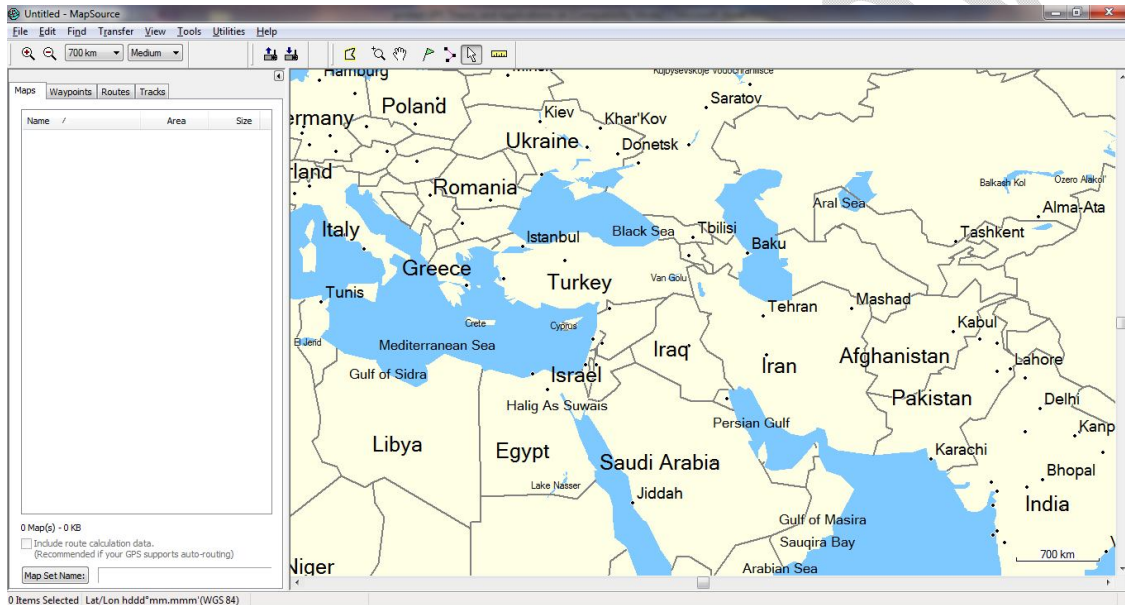 Untitled - MapSource
File Edit Find Transfer View Tools Utilities Help
700 km Medium
Maps Waypoints Routes Tracks
Name / Area Size
0 Map(s) - 0 KB
Include route calculation data.
(Recommended if your GPS supports auto-routing)
Map Set Name:
0 Items Selected Lat/Lon hddd°mm.mmm'(WGS 84)
Hamburg
Saratov
Poland
Kiev
Khar'Kov
ermany
Ukraine
Donetsk
rland
Romania
Balkash Kol
Ozero Alakol'
Aral Sea
Alma-Ata
Italy
Istanbul
Black Sea
Tbilisi
Baku
Tashkent
Greece
Turkey
Van Golu
Tunis
Tehran
Mashad
Crete
Cyprus
Kabul
El Jerid
Mediterranean Sea
Iraq
Iran
Afghanistan
Lahore
Gulf of Sidra
Israel
Pakistan
Delhi
Halig As Suwais
Persian Gulf
Kanp
Libya
Egypt
Saudi Arabia
Karachi
Bhopal
Lake Nasser
Jiddah
India
Gulf of Masira
Sauqira Bay
700 km
Niger
Arabian Sea